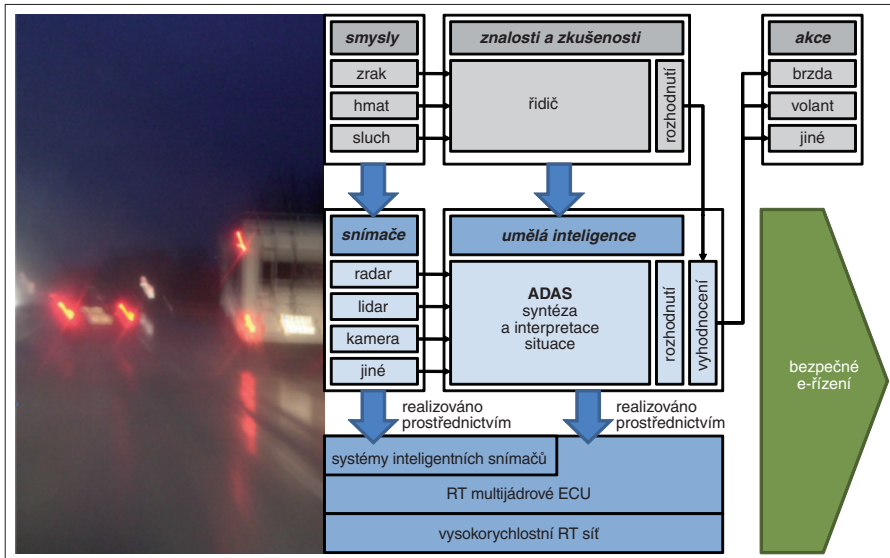 smysly
znalosti a zkušenosti
akce
zrak
hmat
sluch
řidič
rozhodnutí
brzda
volant
jiné
snímače
umělá inteligence
radar
lidar
kamera
jiné
ADAS
syntéza
a interpretace
situace
rozhodnutí
vyhodnocení
bezpečné
e-řízení
realizováno
prostřednictvím
realizováno
prostřednictvím
systémy inteligentních snímačů
RT multijádrové ECU
vysokorychlostní RT síť